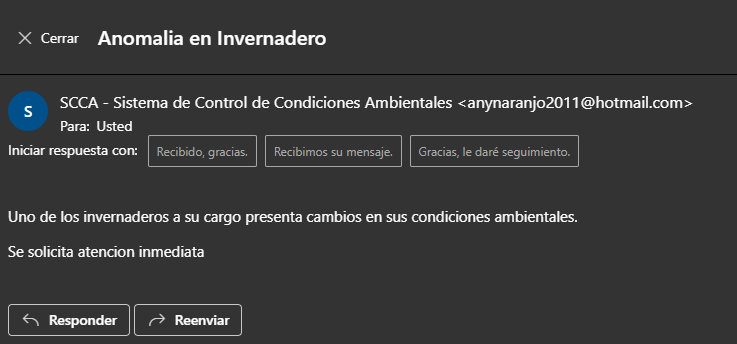 Cerrar Anomalia en Invernadero
S
SCCA - Sistema de Control de Condiciones Ambientales <anynaranjo2011@hotmail.com>
Para: Usted
Iniciar respuesta con: Recibido, gracias. Recibimos su mensaje. Gracias, le daré seguimiento.
Uno de los invernaderos a su cargo presenta cambios en sus condiciones ambientales.
Se solicita atencion inmediata
Responder Reenviar